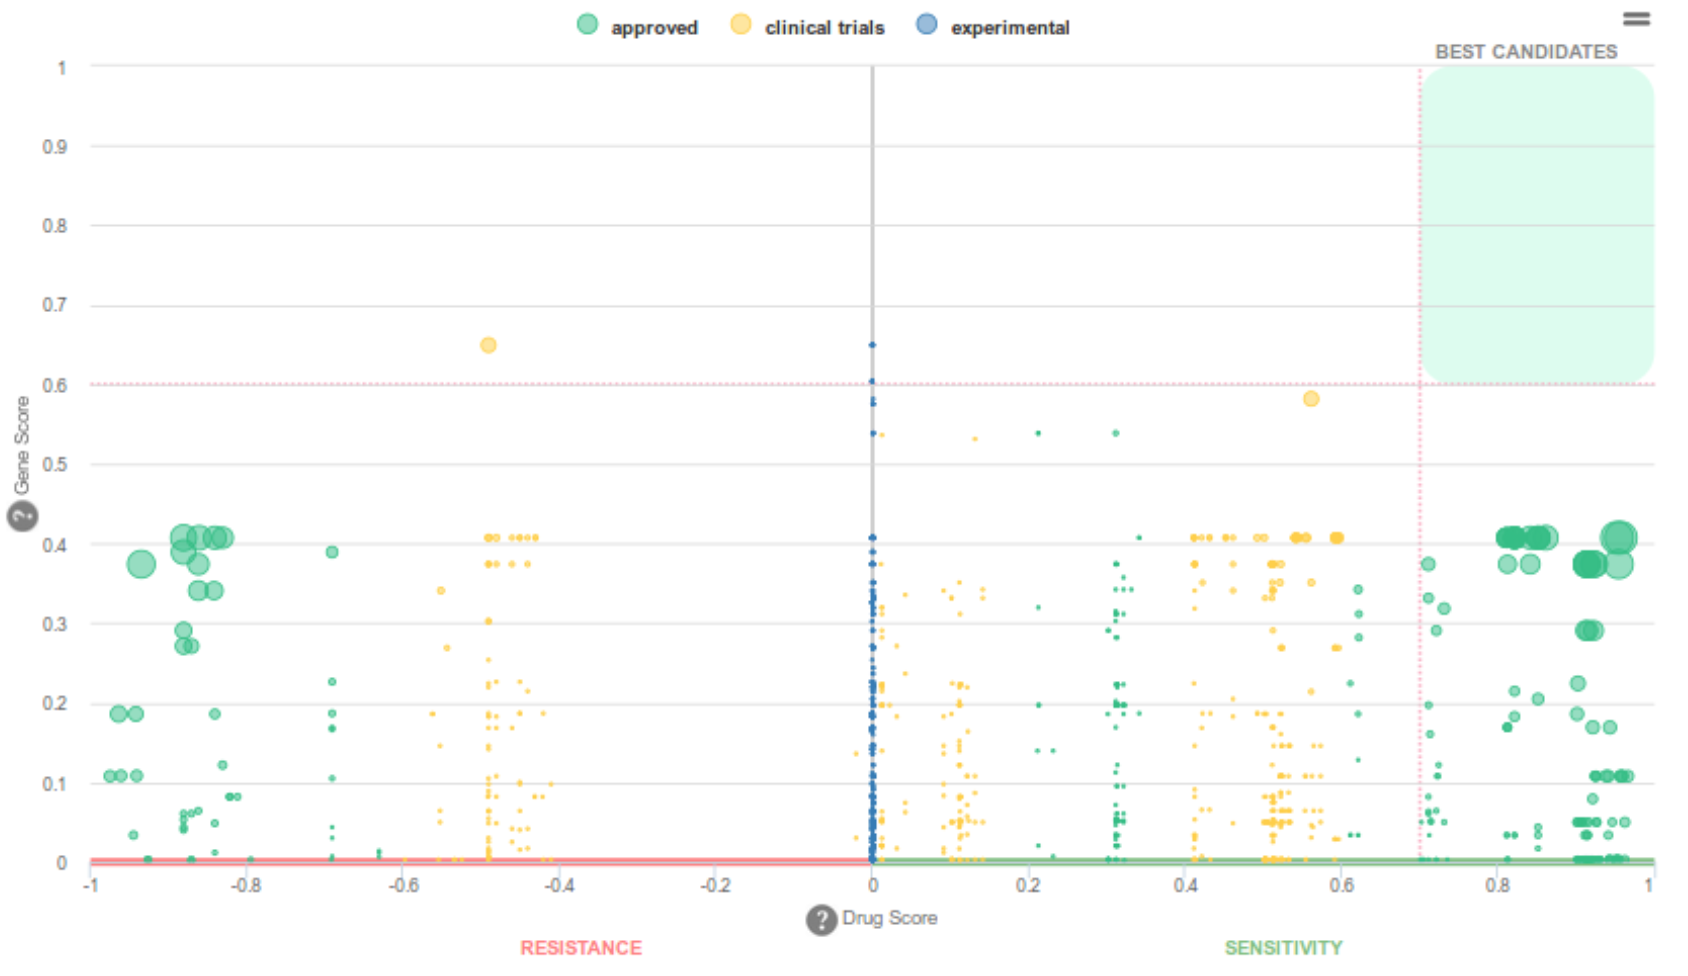 approved clinical trials experimental
BEST CANDIDATES
1
0.9
0.8
0.7
0.6
0.5
0.4
0.3
0.2
0.1
0
? Gene Score
-1 -0.8 -0.6 -0.4 -0.2 0 0.2 0.4 0.6 0.8 1
? Drug Score
RESISTANCE SENSITIVITY